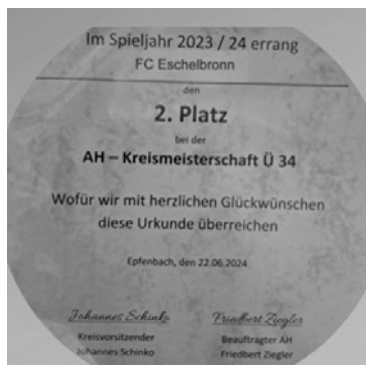 Im Spieljahr 2023 / 24 errang
FC Eschelbronn
den
2. Platz
bei der
AH – Kreismeisterschaft Ü 34
Wofür wir mit herzlichen Glückwünschen
diese Urkunde überreichen
Epfenbach, den 22.06.2024
Johannes Schinko Friedbert Ziegler
Kreisvorsitzender Beauftragter AH
Johannes Schinko Friedbert Ziegler